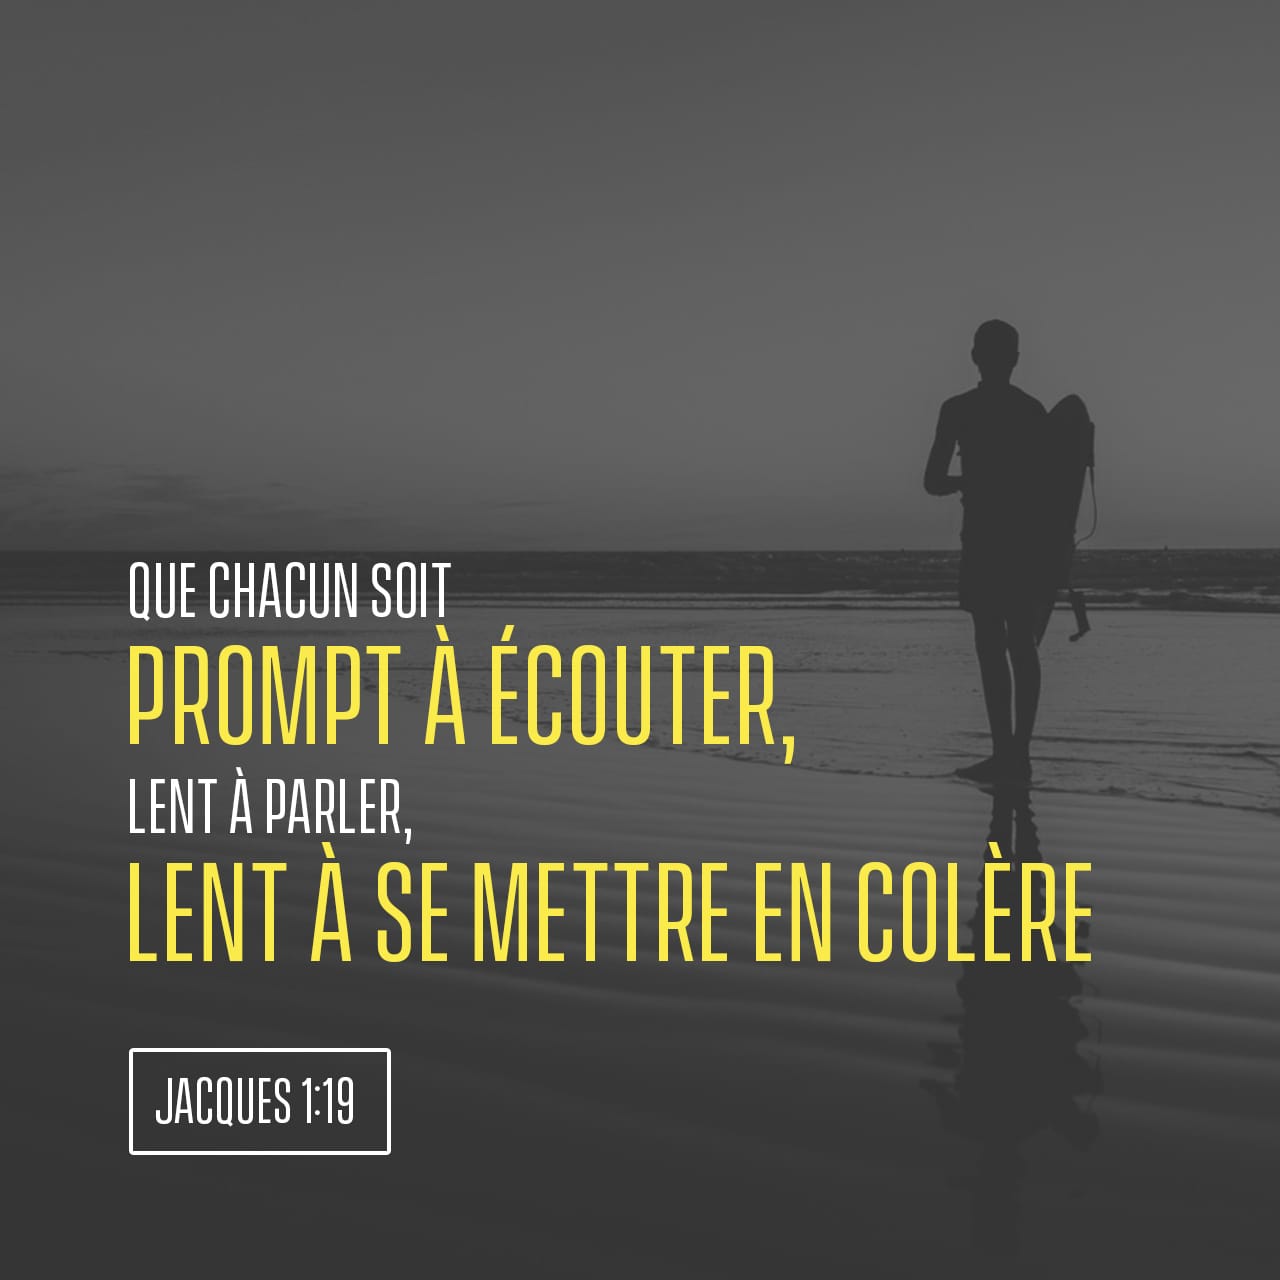 QUE CHACUN SOIT
PROMPT À ÉCOUTER,
LENT À PARLER,
LENT À SE METTRE EN COLÈRE
JACQUES 1:19